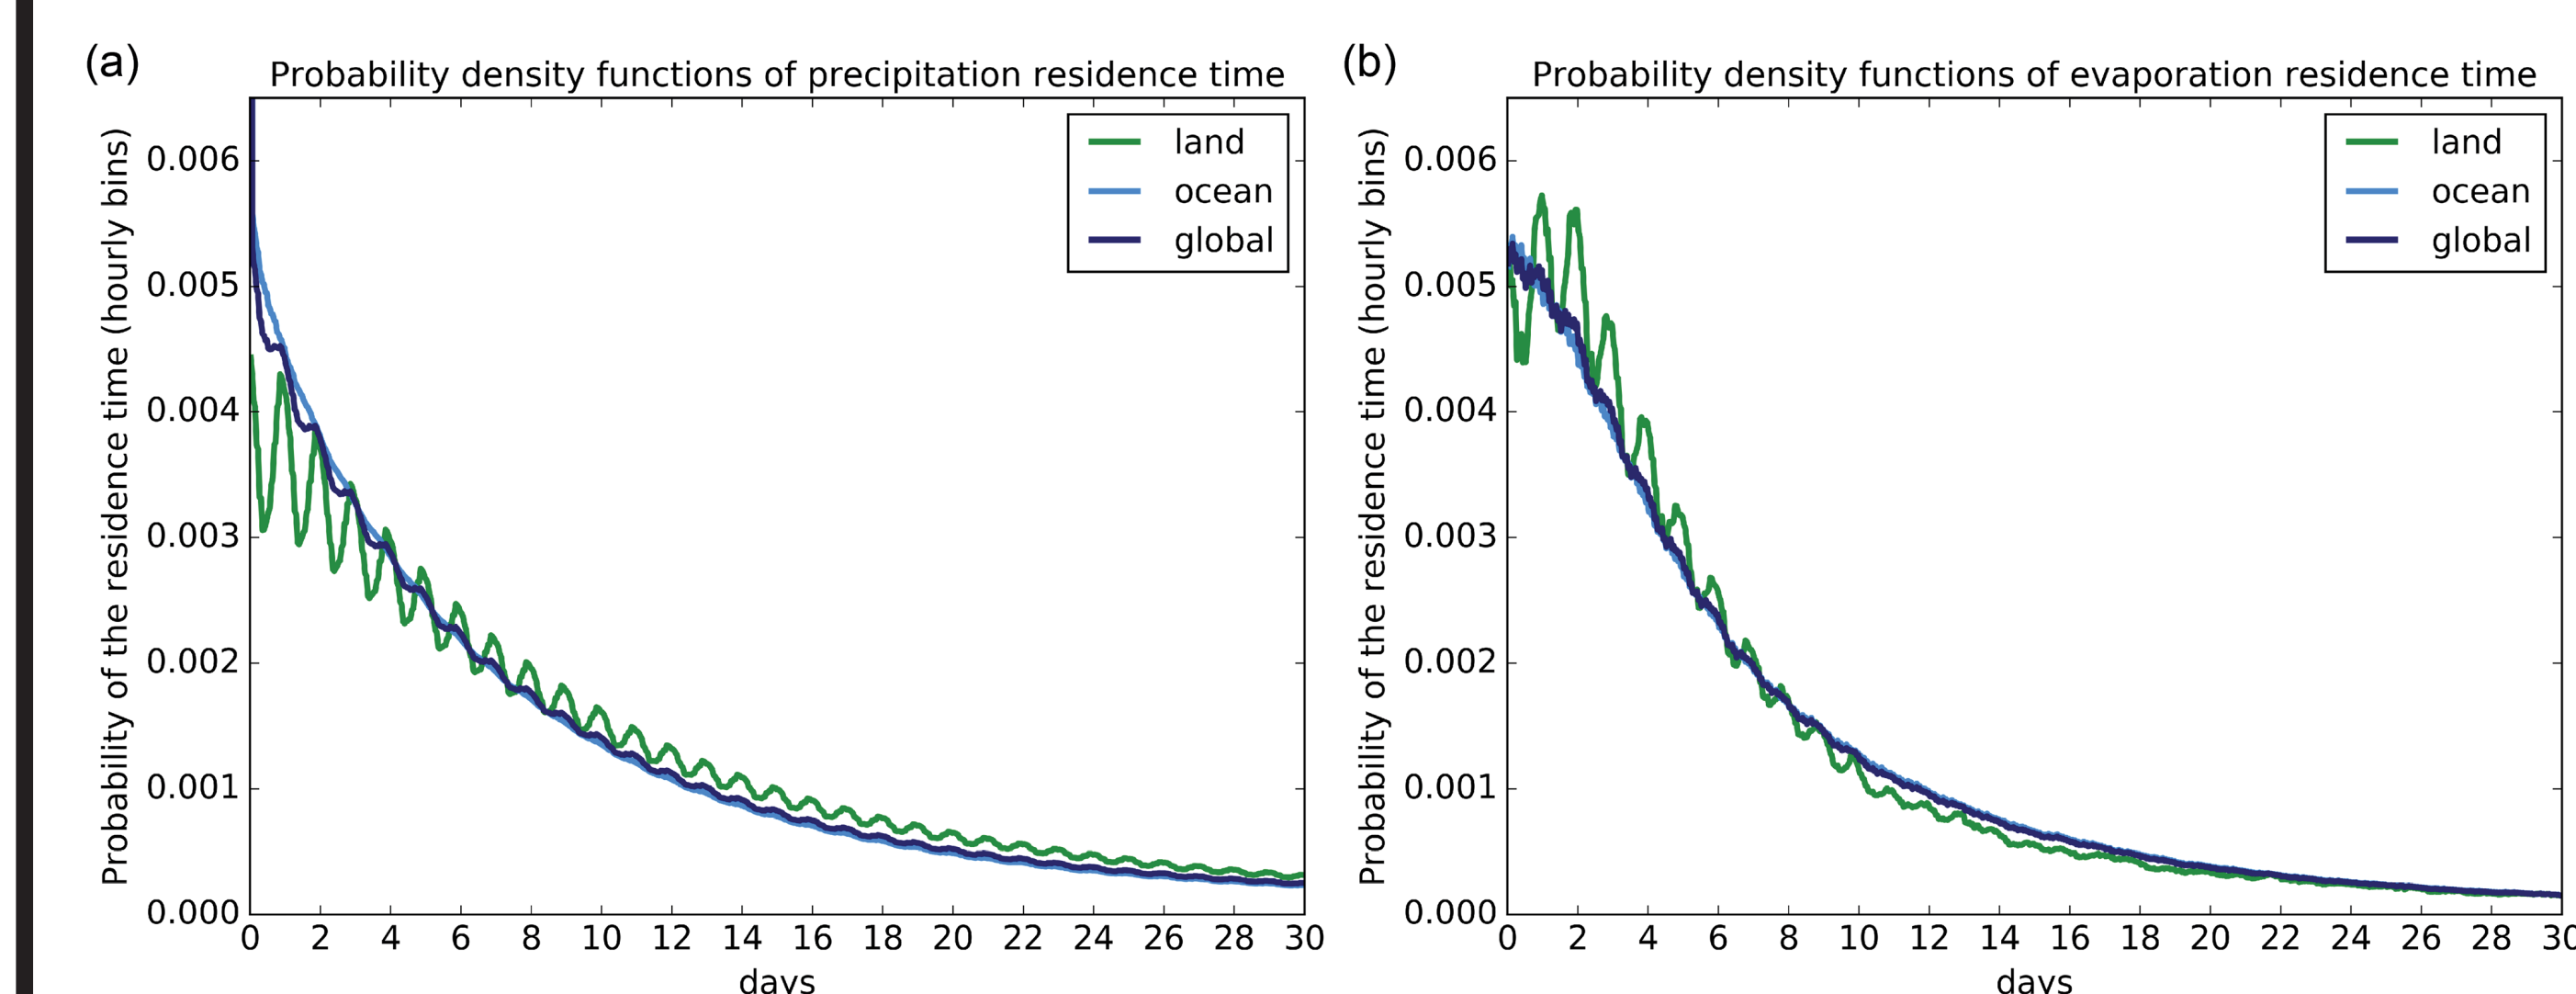 (a)
Probability density functions of precipitation residence time
Probability of the residence time (hourly bins)
0.006
0.005
0.004
0.003
0.002
0.001
0.000
0 2 4 6 8 10 12 14 16 18 20 22 24 26 28 30
days
land
ocean
global
(b)
Probability density functions of evaporation residence time
Probability of the residence time (hourly bins)
0.006
0.005
0.004
0.003
0.002
0.001
0.000
0 2 4 6 8 10 12 14 16 18 20 22 24 26 28 30
days
land
ocean
global